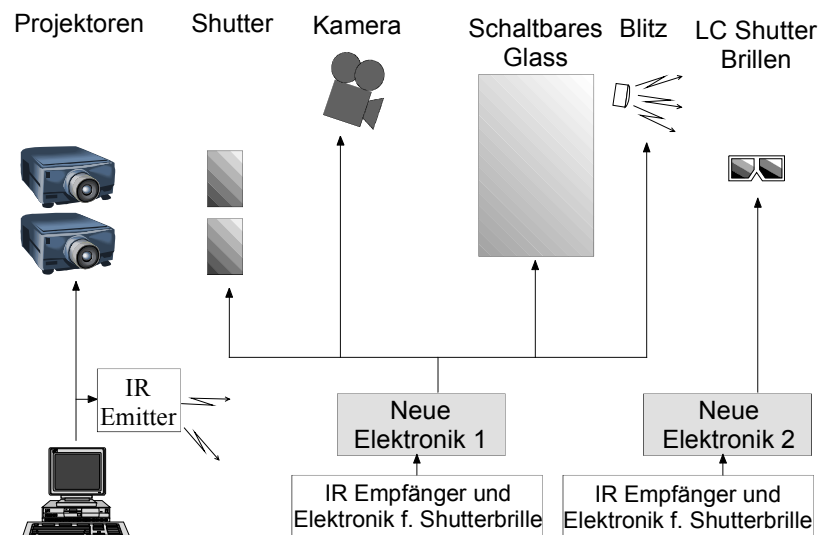 Projektoren
Shutter
Kamera
Schaltbares
Glass
Blitz
LC Shutter
Brillen
IR
Emitter
Neue
Elektronik 1
Neue
Elektronik 2
IR Empfänger und
Elektronik f. Shutterbrille
IR Empfänger und
Elektronik f. Shutterbrille